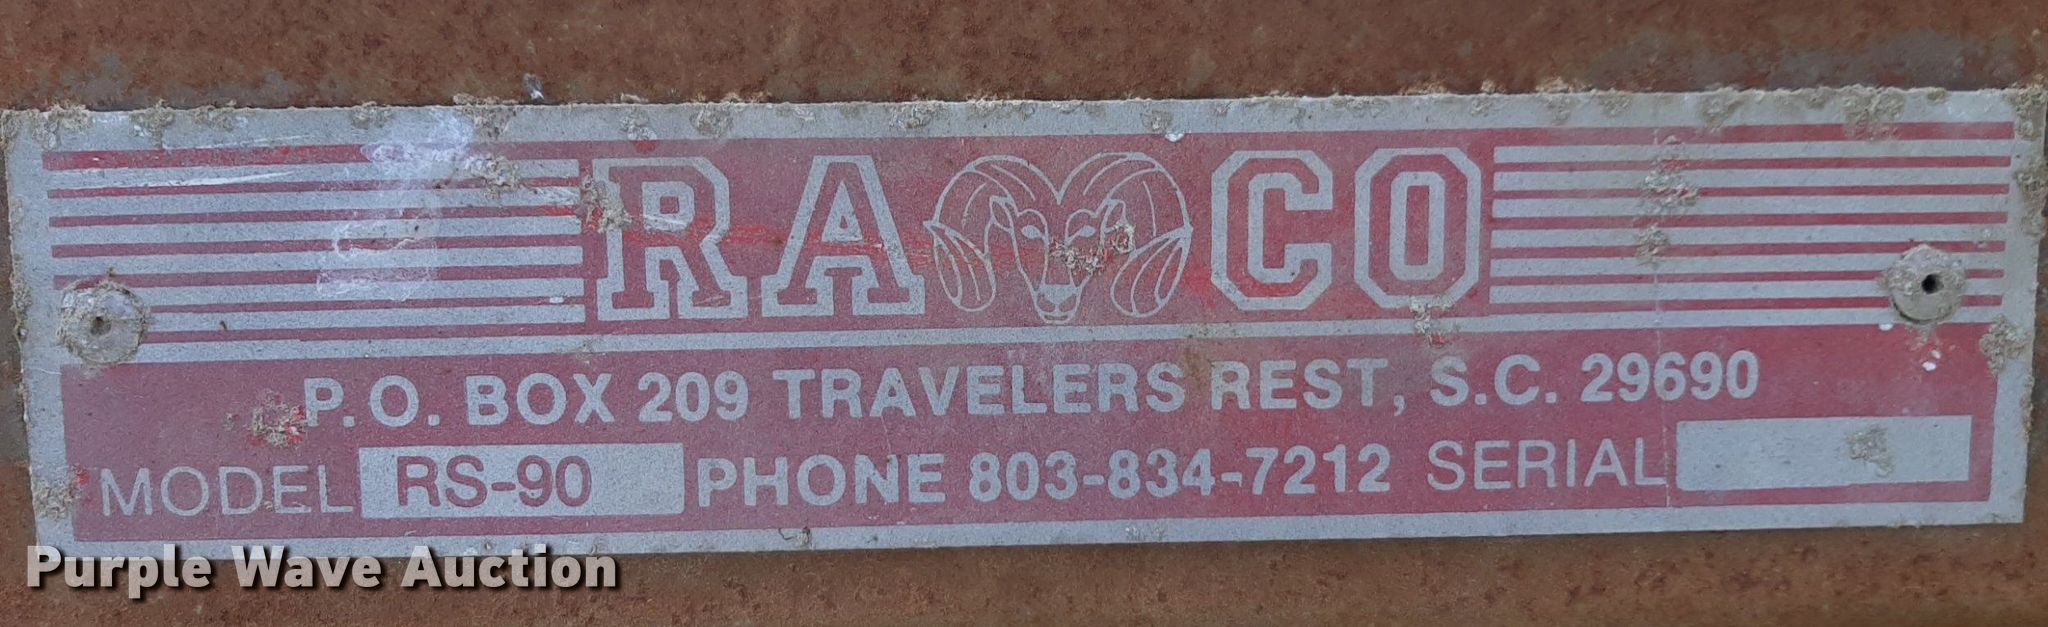 RA CO
P.O. BOX 209 TRAVELERS REST, S.C. 29690
MODEL RS-90 PHONE 803-834-7212 SERIAL
Purple Wave Auction